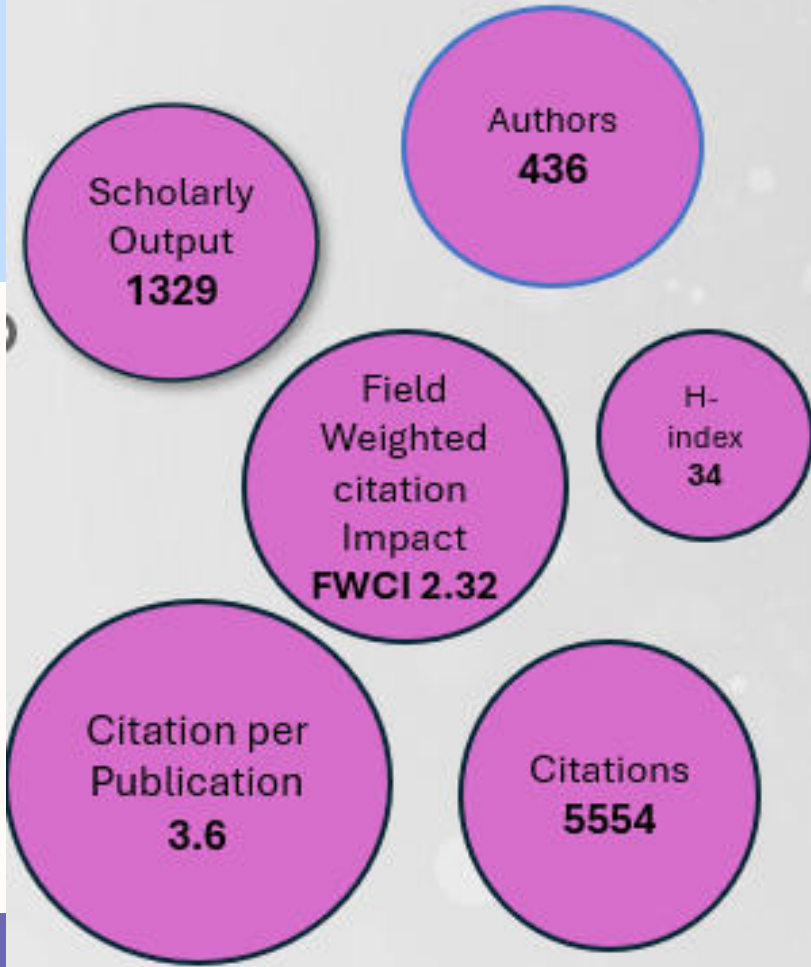 Authors
436
Scholarly
Output
1329
Field
Weighted
citation
Impact
FWCI 2.32
H-
index
34
Citation per
Publication
3.6
Citations
5554